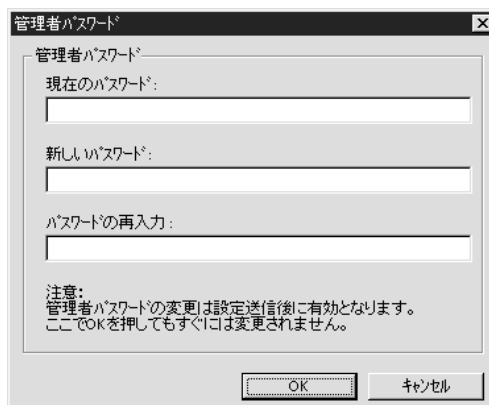 管理者ﾊﾟｽﾜｰﾄﾞ
管理者ﾊﾟｽﾜｰﾄﾞ
現在のﾊﾟｽﾜｰﾄﾞ:
新しいﾊﾟｽﾜｰﾄﾞ:
ﾊﾟｽﾜｰﾄﾞの再入力:
注意:
管理者ﾊﾟｽﾜｰﾄﾞの変更は設定送信後に有効となります。
ここでOKを押してもすぐには変更されません。
OK
ｷｬﾝｾﾙ